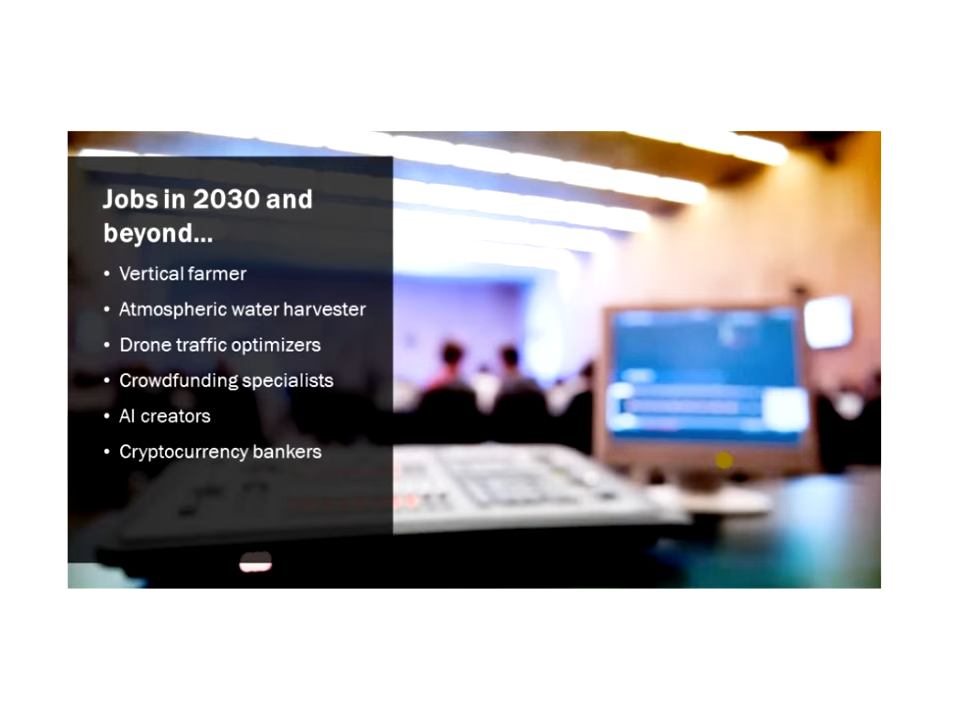 Jobs in 2030 and
beyond...
• Vertical farmer
• Atmospheric water harvester
• Drone traffic optimizers
• Crowdfunding specialists
• AI creators
• Cryptocurrency bankers